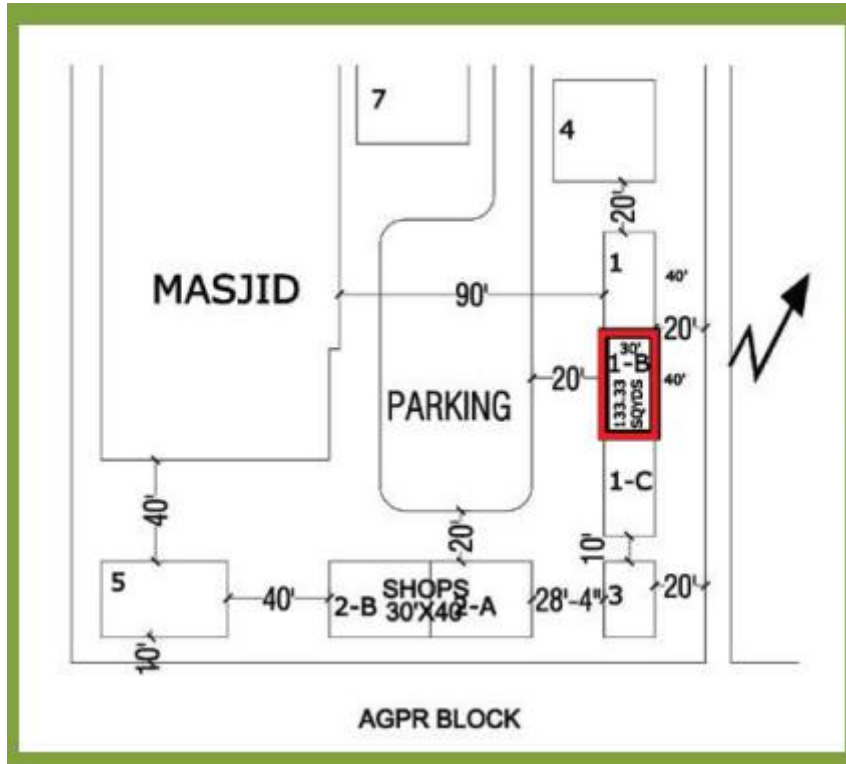 7
4
20'
MASJID
1
40'
90'
20'
30'
1-B
40'
133.33
SQYDS
20'
PARKING
1-C
40'
20'
10'
5
40'
SHOPS
2-B 30'X40' 2-A
28'-4"
3
20'
10'
AGPR BLOCK